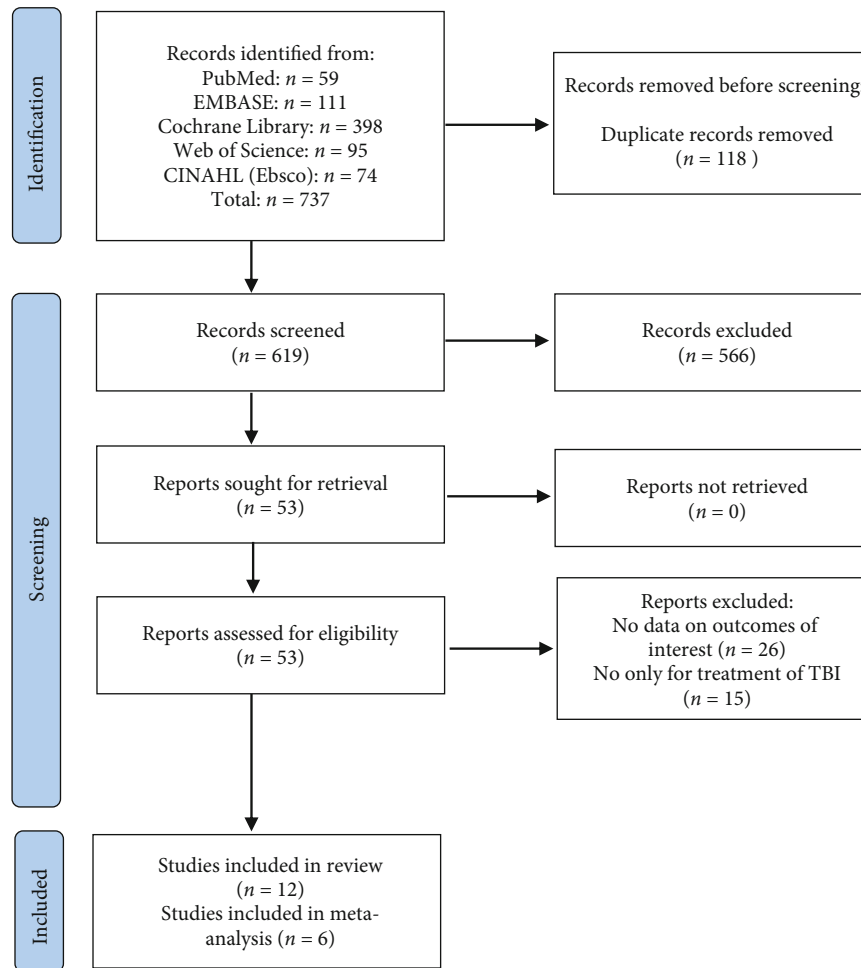 Identification
Records identified from:
PubMed: n = 59
EMBASE: n = 111
Cochrane Library: n = 398
Web of Science: n = 95
CINAHL (Ebsco): n = 74
Total: n = 737
Records removed before screening
Duplicate records removed
(n = 118 )
Screening
Records screened
(n = 619)
Records excluded
(n = 566)
Reports sought for retrieval
(n = 53)
Reports not retrieved
(n = 0)
Reports assessed for eligibility
(n = 53)
Reports excluded:
No data on outcomes of
interest (n = 26)
No only for treatment of TBI
(n = 15)
Included
Studies included in review
(n = 12)
Studies included in meta-
analysis (n = 6)